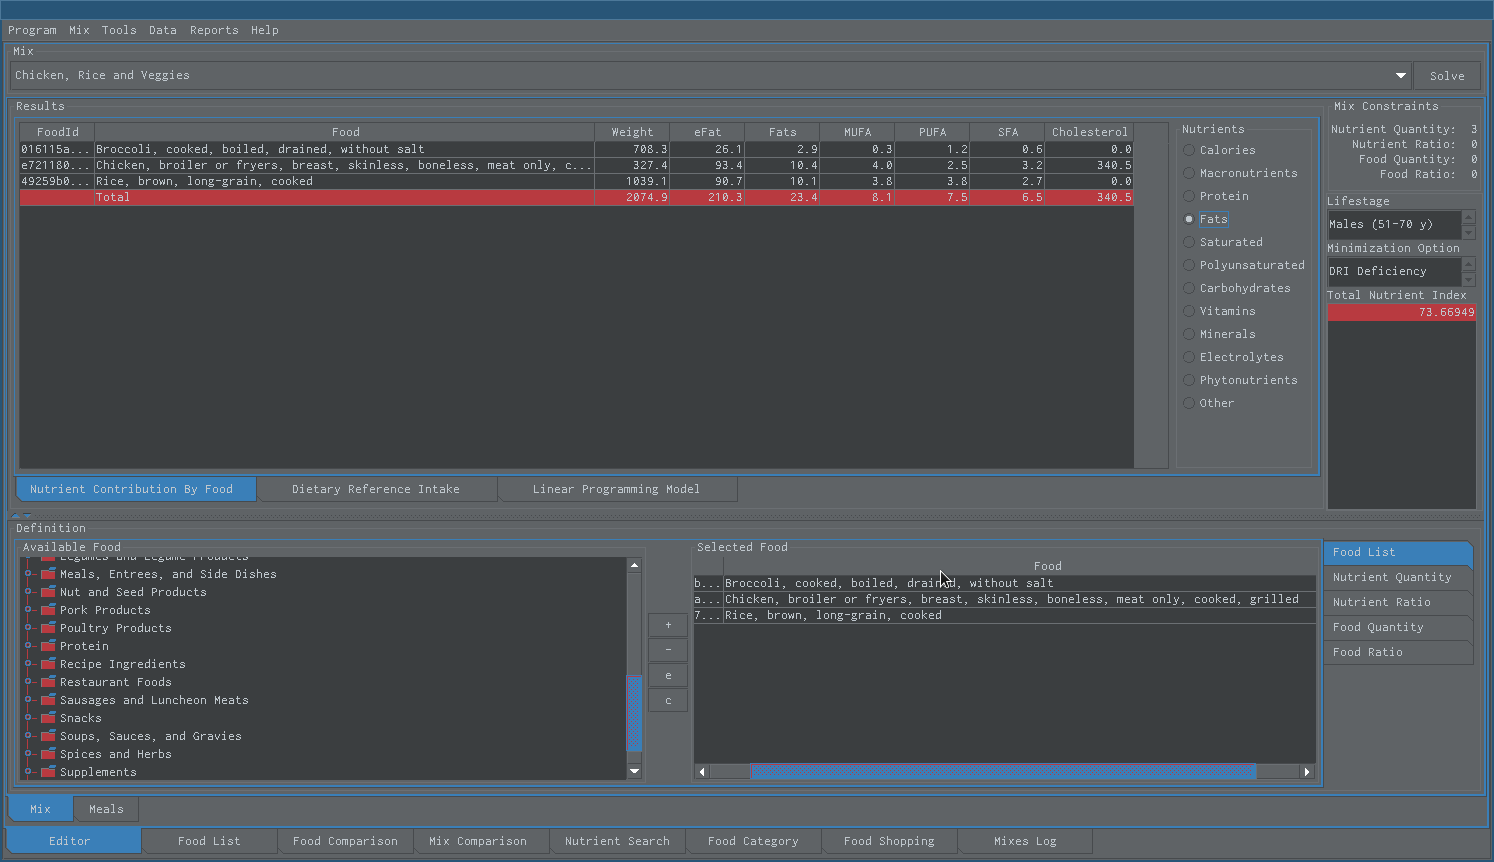 Program Mix Tools Data Reports Help
Mix
Chicken, Rice and Veggies
Solve
Results
FoodId Food Weight eFat Fats MUFA PUFA SFA Cholesterol
016115a... Broccoli, cooked, boiled, drained, without salt 708.3 26.1 2.9 0.3 1.2 0.6 0.0
e721180... Chicken, broiler or fryers, breast, skinless, boneless, meat only, c... 327.4 93.4 10.4 4.0 2.5 3.2 340.5
49259b0... Rice, brown, long-grain, cooked 1039.1 90.7 10.1 3.8 3.8 2.7 0.0
Total 2074.9 210.3 23.4 8.1 7.5 6.5 340.5
Nutrients
Calories
Macronutrients
Protein
Fats
Saturated
Polyunsaturated
Carbohydrates
Vitamins
Minerals
Electrolytes
Phytonutrients
Other
Mix Constraints
Nutrient Quantity: 3
Nutrient Ratio: 0
Food Quantity: 0
Food Ratio: 0
Lifestage
Males (51-70 y)
Minimization Option
DRI Deficiency
Total Nutrient Index
73.66949
Nutrient Contribution By Food
Dietary Reference Intake
Linear Programming Model
Definition
Available Food
Legumes and Legume Products
Meals, Entrees, and Side Dishes
Nut and Seed Products
Pork Products
Poultry Products
Protein
Recipe Ingredients
Restaurant Foods
Sausages and Luncheon Meats
Snacks
Soups, Sauces, and Gravies
Spices and Herbs
Supplements
+
-
e
c
Selected Food
Food
b... Broccoli, cooked, boiled, drained, without salt
a... Chicken, broiler or fryers, breast, skinless, boneless, meat only, cooked, grilled
7... Rice, brown, long-grain, cooked
Food List
Nutrient Quantity
Nutrient Ratio
Food Quantity
Food Ratio
Mix Meals
Editor Food List Food Comparison Mix Comparison Nutrient Search Food Category Food Shopping Mixes Log